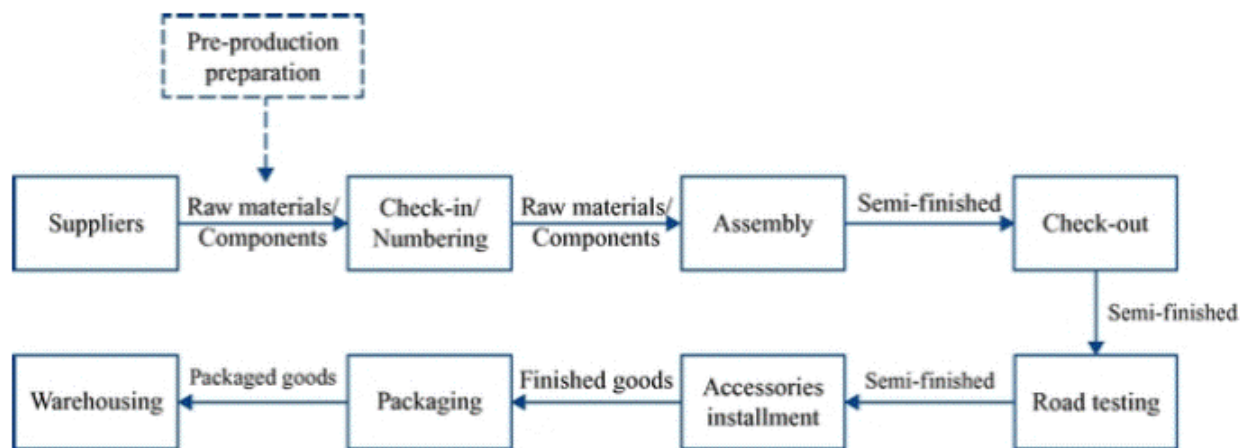 Pre-production
preparation
Suppliers
Raw materials/
Components
Check-in/
Numbering
Raw materials/
Components
Assembly
Semi-finished
Check-out
Semi-finished
Warehousing
Packaged goods
Packaging
Finished goods
Accessories
installment
Semi-finished
Road testing